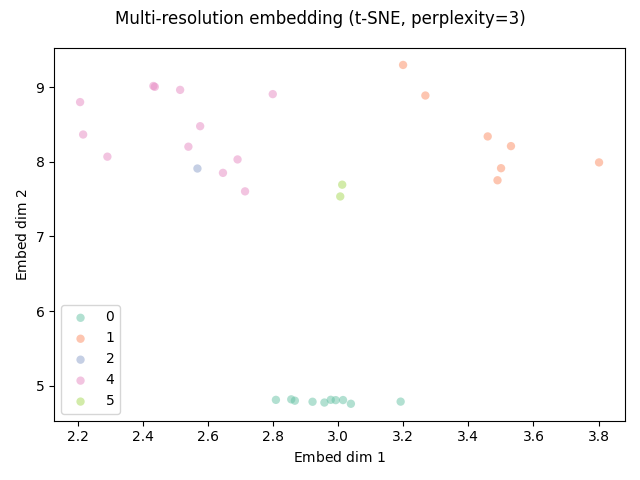 Multi-resolution embedding (t-SNE, perplexity=3)
9
8
7
6
5
Embed dim 2
0
1
2
4
5
2.2 2.4 2.6 2.8 3.0 3.2 3.4 3.6 3.8
Embed dim 1